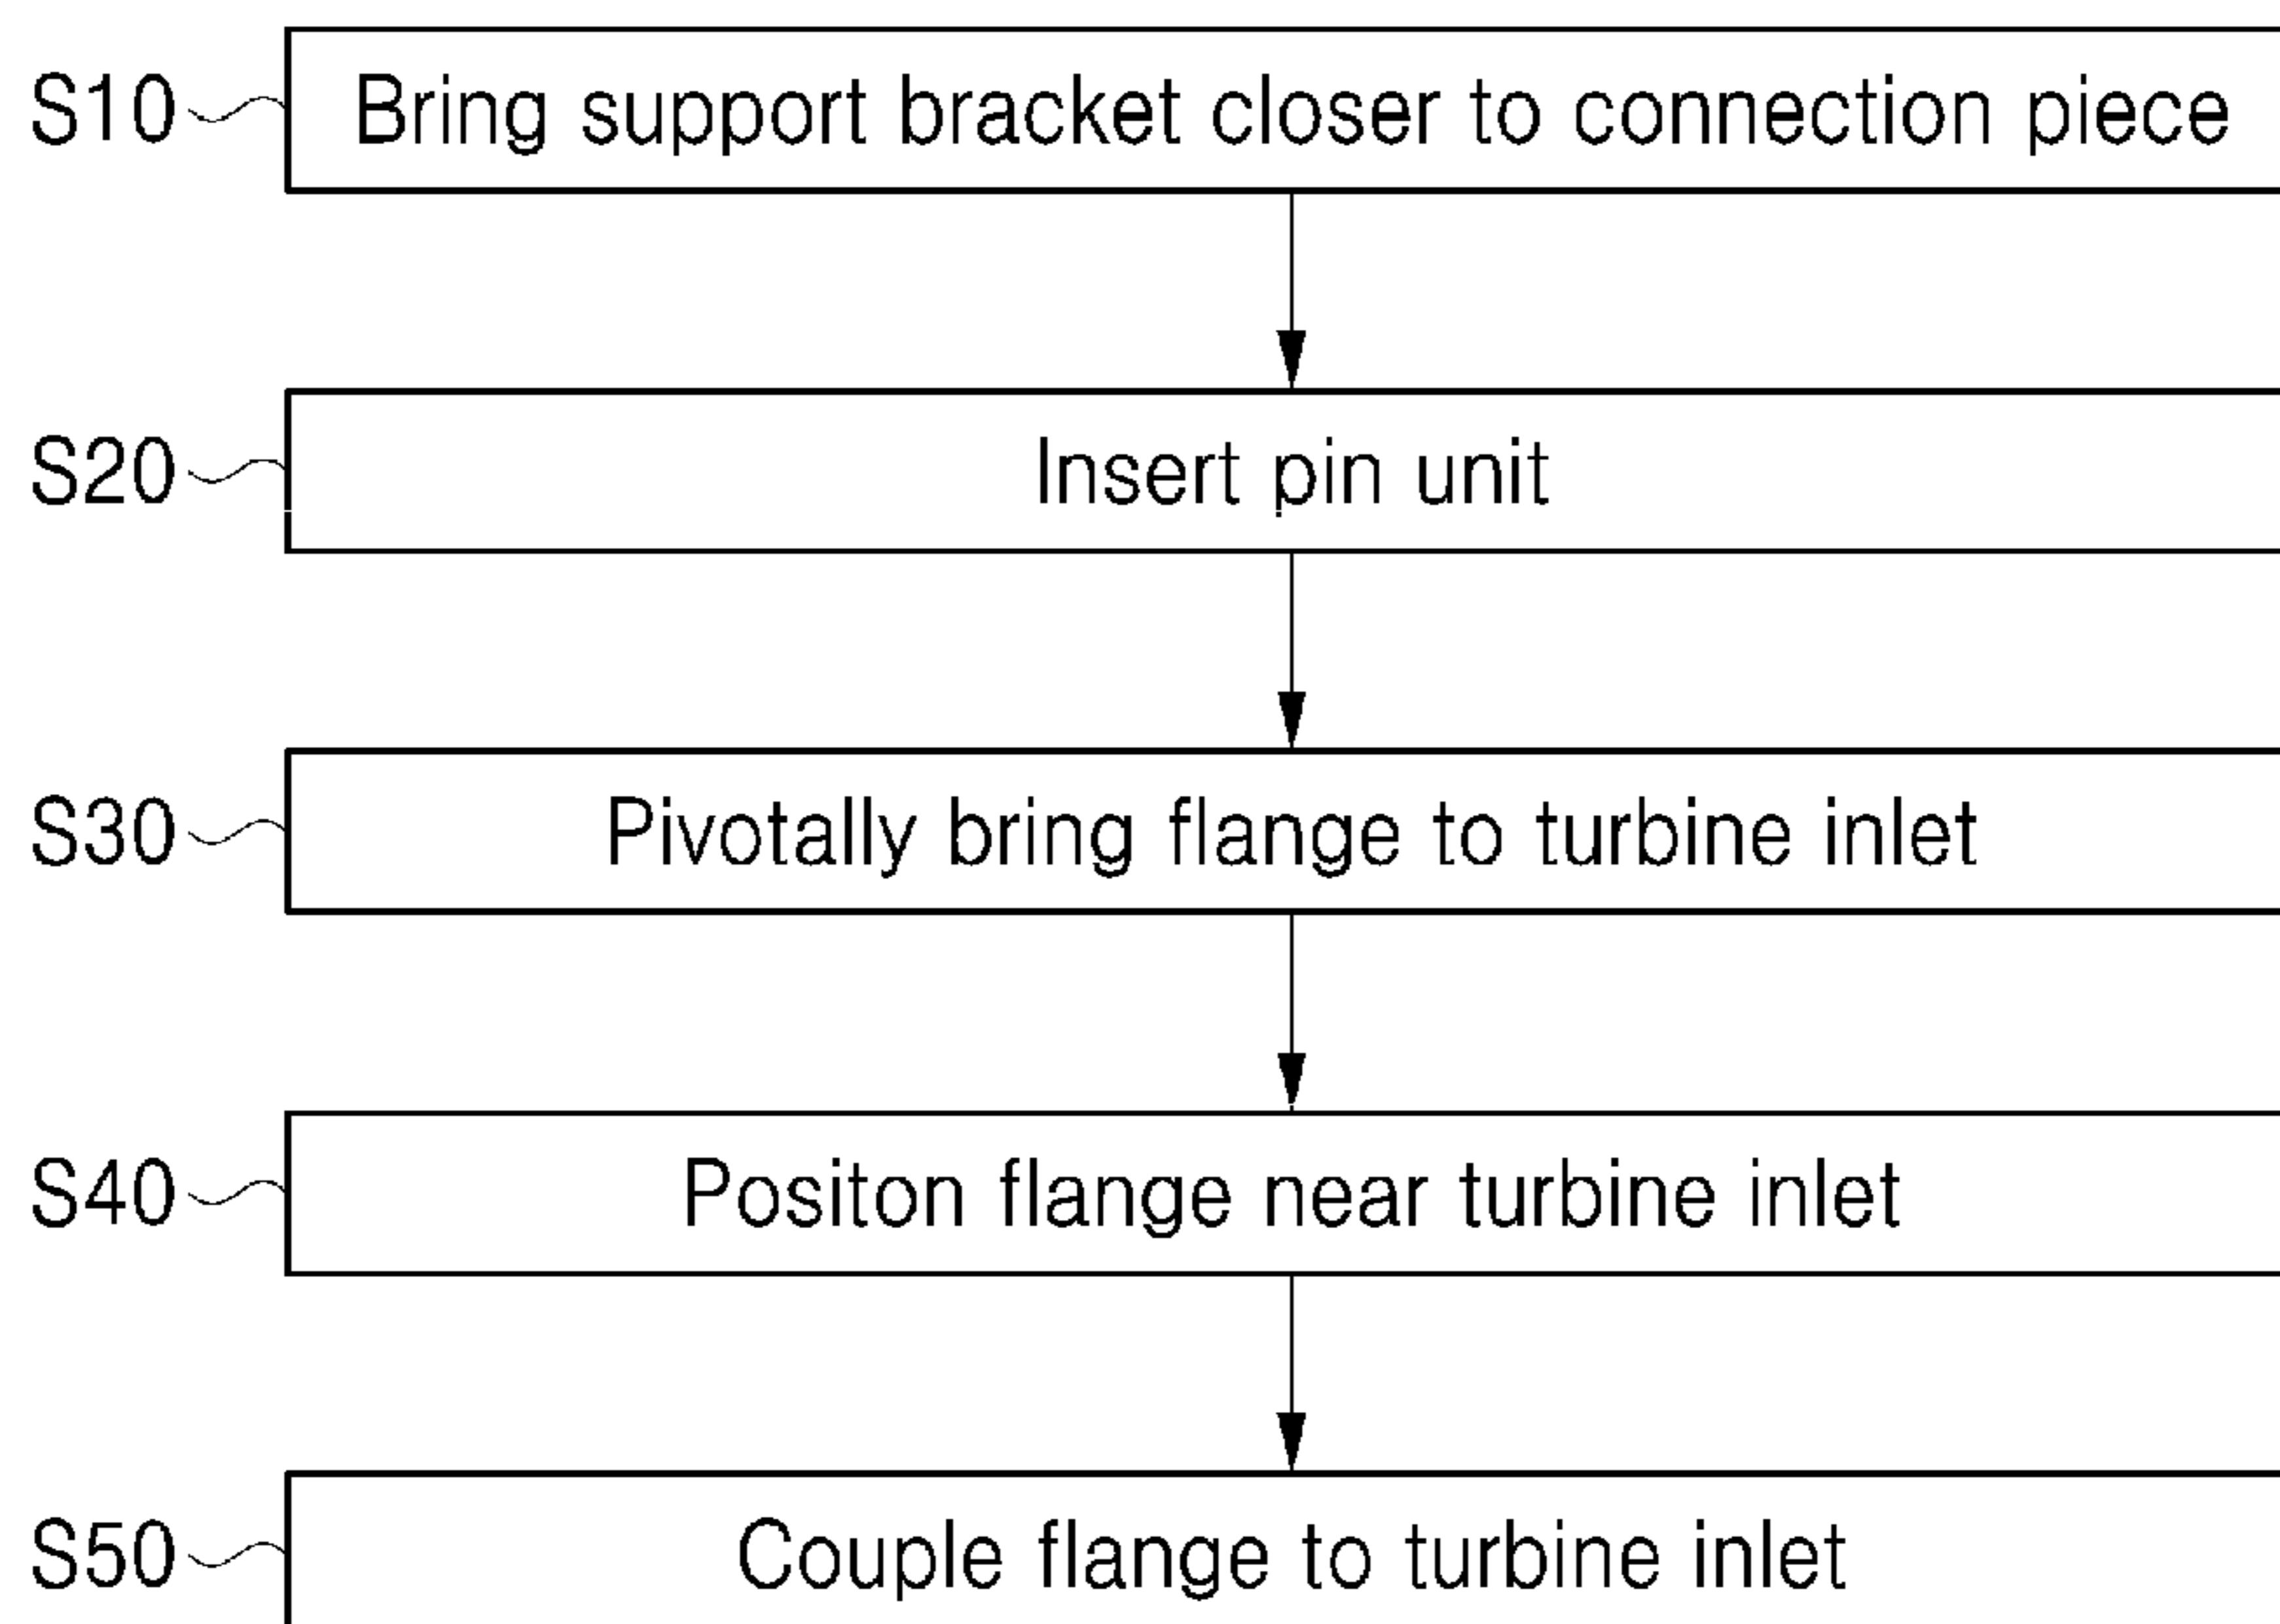 S10 Bring support bracket closer to connection piece
S20 Insert pin unit
S30 Pivotally bring flange to turbine inlet
S40 Positon flange near turbine inlet
S50 Couple flange to turbine inlet